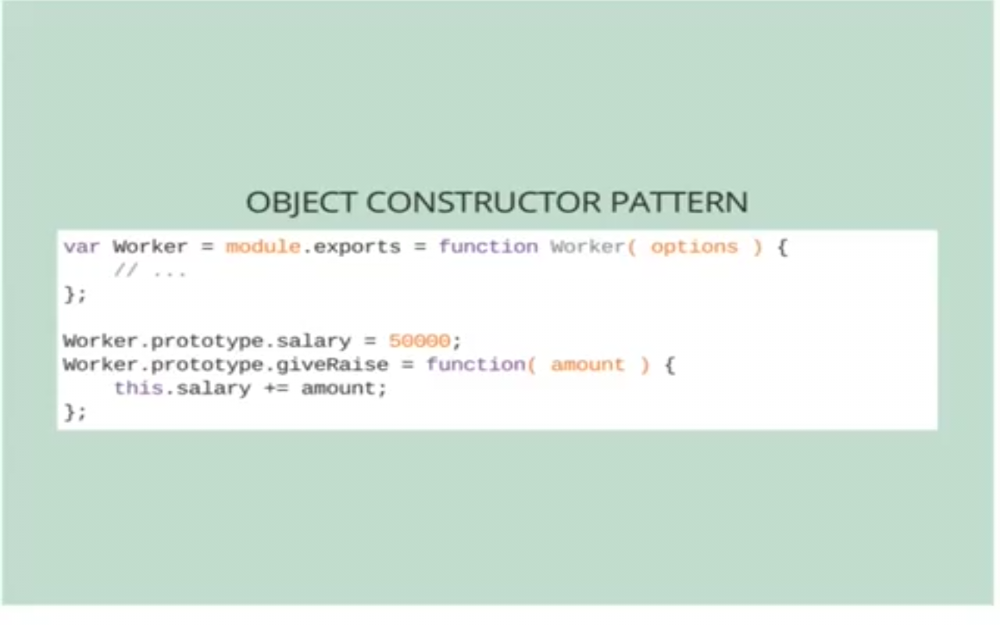 OBJECT CONSTRUCTOR PATTERN
var Worker = module.exports = function Worker( options ) {
    // ...
};
Worker.prototype.salary = 50000;
Worker.prototype.giveRaise = function( amount ) {
    this.salary += amount;
};